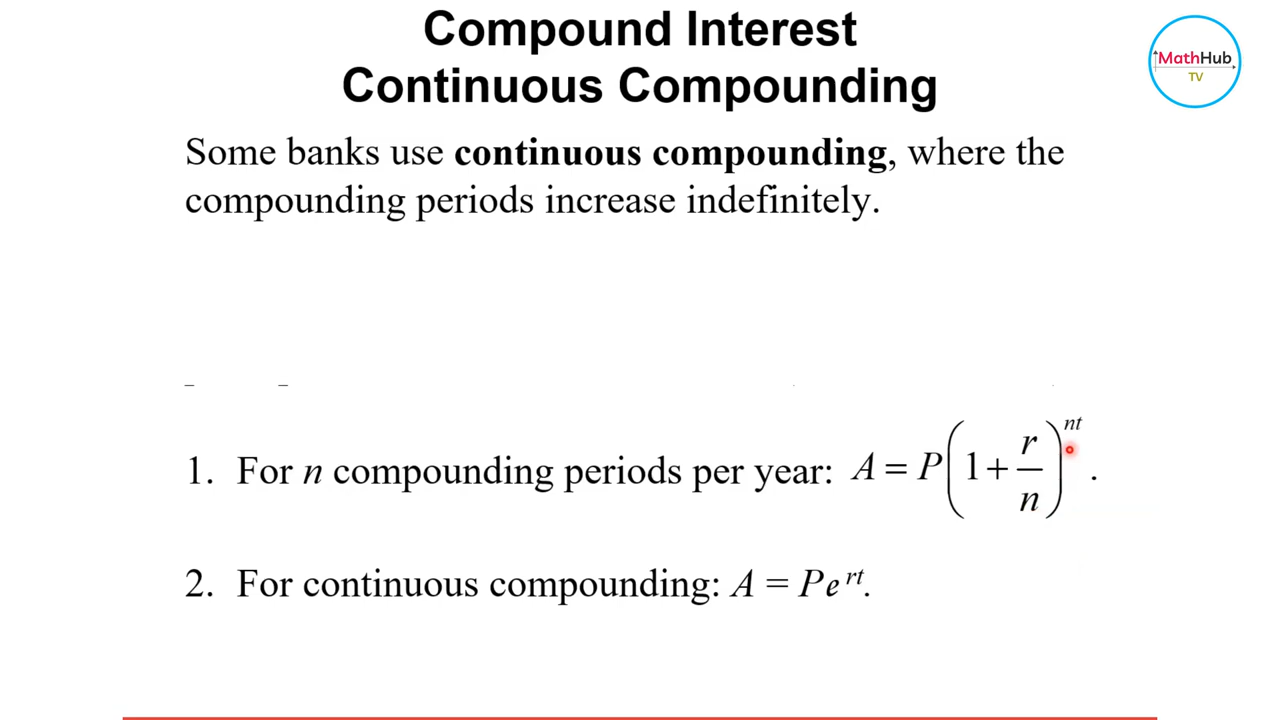 Compound Interest
Continuous Compounding
MathHub
TV
Some banks use continuous compounding, where the
compounding periods increase indefinitely.
1. For n compounding periods per year: A = P(1 + r/n)^nt.
2. For continuous compounding: A = Pe^rt.